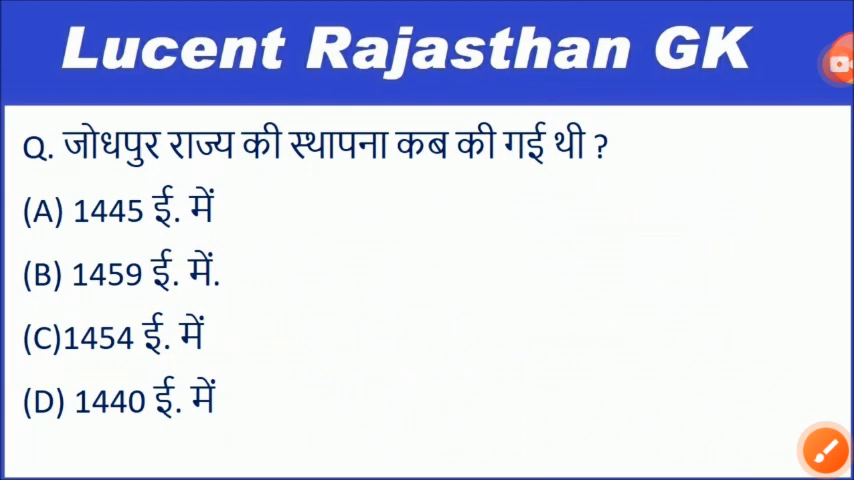 Lucent Rajasthan GK
Q. जोधपुर राज्य की स्थापना कब की गई थी ?
(A) 1445 ई. में
(B) 1459 ई. में.
(C)1454 ई. में
(D) 1440 ई. में